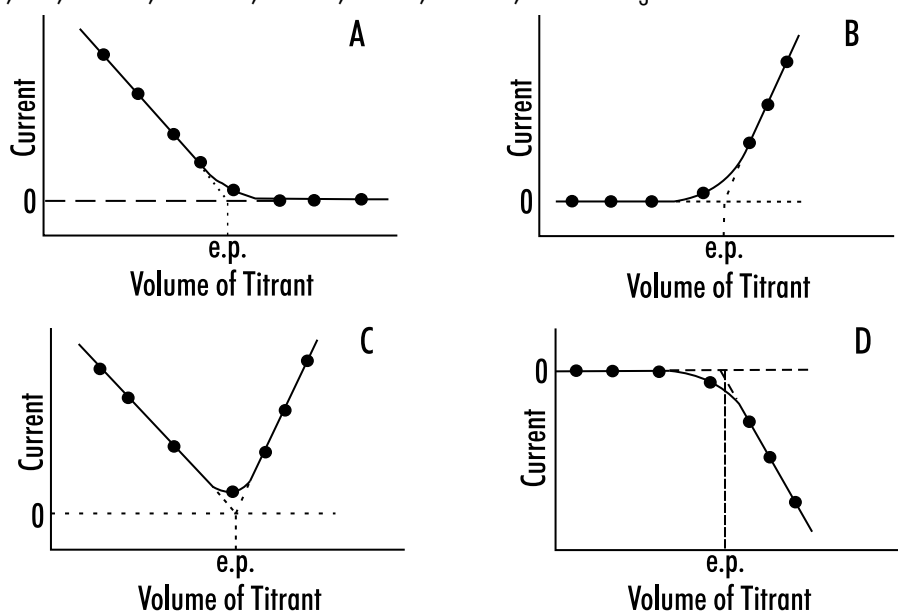 A
Current
0
e.p.
Volume of Titrant
B
Current
0
e.p.
Volume of Titrant
C
Current
0
e.p.
Volume of Titrant
D
0
Current
e.p.
Volume of Titrant